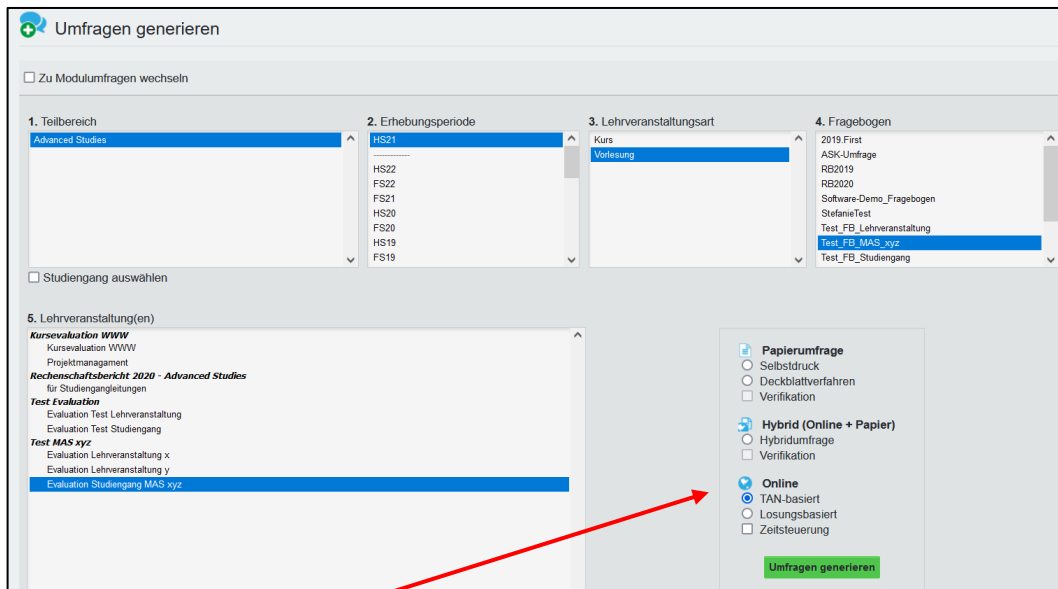 Umfragen generieren
Zu Modulumfragen wechseln
1. Teilbereich
Advanced Studies
Studiengang auswählen
2. Erhebungsperiode
HS21
-------------
HS22
FS22
FS21
HS20
FS20
HS19
FS19
3. Lehrveranstaltungsart
Kurs
Vorlesung
4. Fragebogen
2019.First
ASK-Umfrage
RB2019
RB2020
Software-Demo_Fragebogen
StefanieTest
Test_FB_Lehrveranstaltung
Test_FB_MAS_xyz
Test_FB_Studiengang
5. Lehrveranstaltung(en)
Kursevaluation WWW
Kursevaluation WWW
Projektmanagament
Rechenschaftsbericht 2020 - Advanced Studies
für Studiengangleitungen
Test Evaluation
Evaluation Test Lehrveranstaltung
Evaluation Test Studiengang
Test MAS xyz
Evaluation Lehrveranstaltung x
Evaluation Lehrveranstaltung y
Evaluation Studiengang MAS xyz
Papierumfrage
Selbstdruck
Deckblattverfahren
Verifikation
Hybrid (Online + Papier)
Hybridumfrage
Verifikation
Online
TAN-basiert
Losungsbasiert
Zeitsteuerung
Umfragen generieren